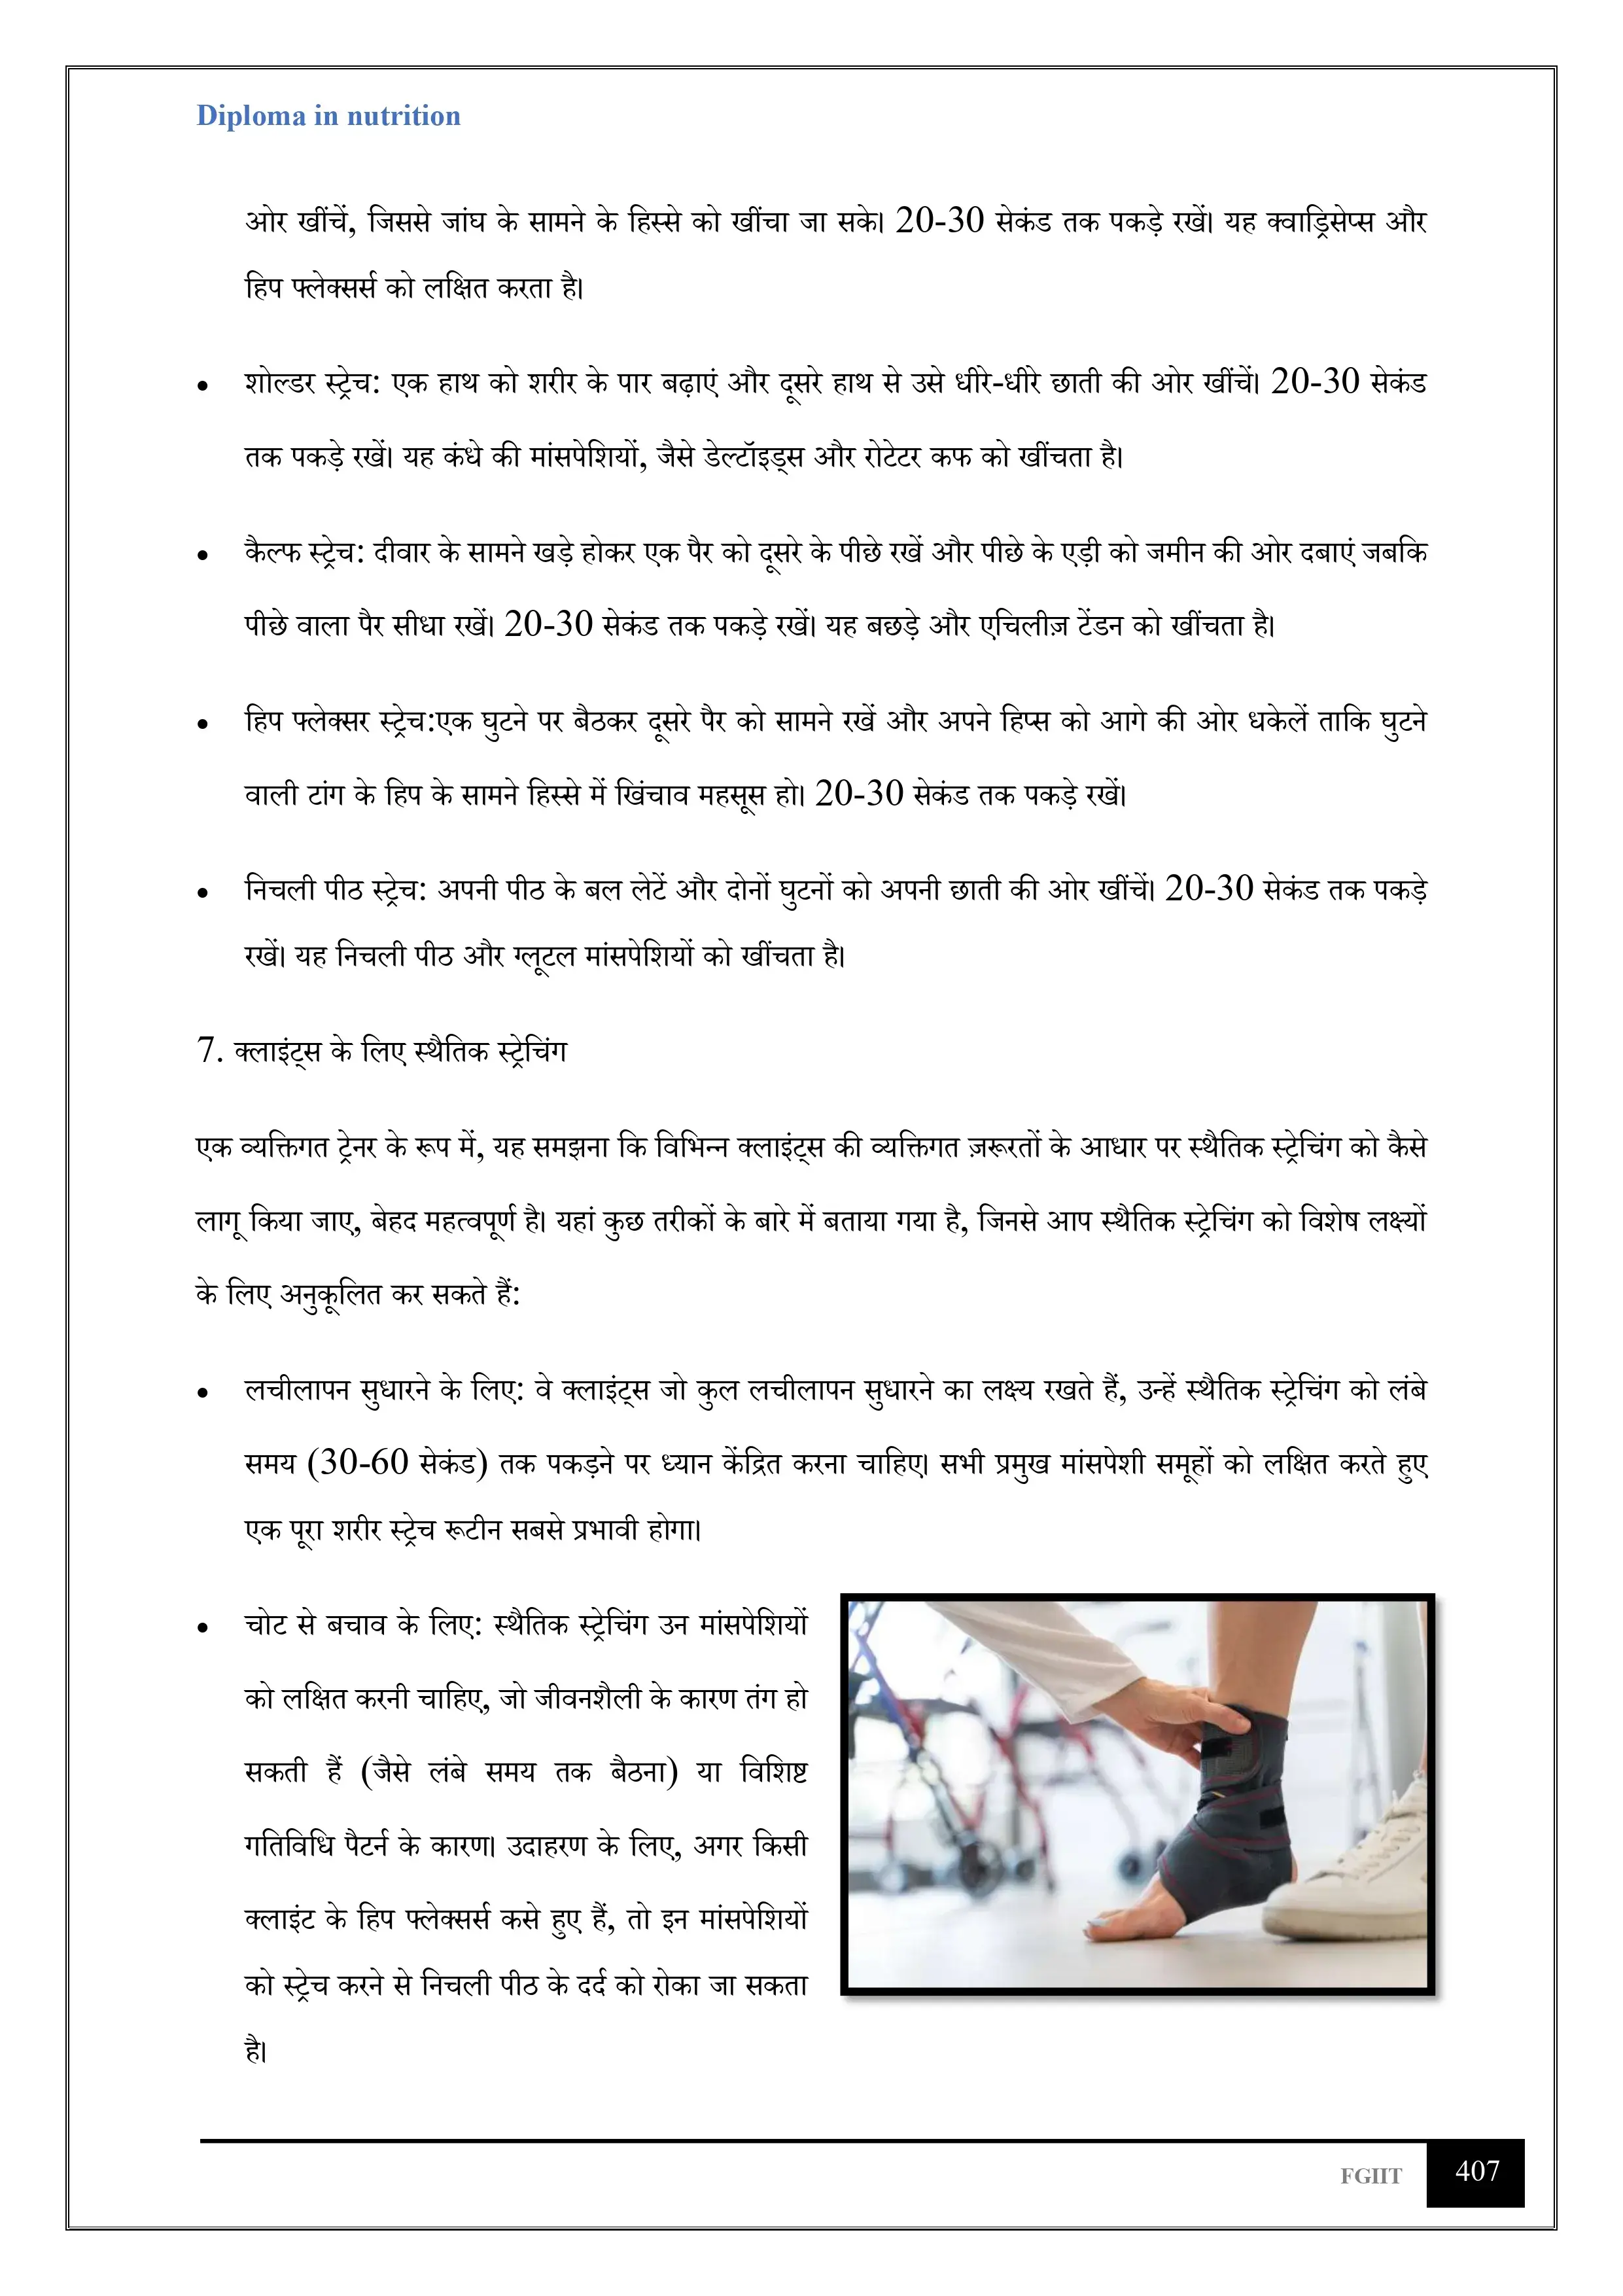 Diploma in nutrition
ओर खींचें, जिससे जांघ के सामने के हिस्से को खींचा जा सके। 20-30 सेकंड तक पकड़े रखें। यह क्वाड्रिसेप्स और
हिप फ्लेक्सर्स को लक्षित करता है।
• शोल्डर स्ट्रेच: एक हाथ को शरीर के पार बढ़ाएं और दूसरे हाथ से उसे धीरे-धीरे छाती की ओर खींचें। 20-30 सेकंड
तक पकड़े रखें। यह कंधे की मांसपेशियों, जैसे डेल्टॉइड्स और रोटेटर कफ को खींचता है।
• कैल्फ स्ट्रेच: दीवार के सामने खड़े होकर एक पैर को दूसरे के पीछे रखें और पीछे के एड़ी को जमीन की ओर दबाएं जबकि
पीछे वाला पैर सीधा रखें। 20-30 सेकंड तक पकड़े रखें। यह बछड़े और एचिलीज़ टेंडन को खींचता है।
• हिप फ्लेक्सर स्ट्रेच:एक घुटने पर बैठकर दूसरे पैर को सामने रखें और अपने हिप्स को आगे की ओर धकेलें ताकि घुटने
वाली टांग के हिप के सामने हिस्से में खिंचाव महसूस हो। 20-30 सेकंड तक पकड़े रखें।
• निचली पीठ स्ट्रेच: अपनी पीठ के बल लेटें और दोनों घुटनों को अपनी छाती की ओर खींचें। 20-30 सेकंड तक पकड़े
रखें। यह निचली पीठ और ग्लूटल मांसपेशियों को खींचता है।
7. क्लाइंट्स के लिए स्थैतिक स्ट्रेचिंग
एक व्यक्तिगत ट्रेनर के रूप में, यह समझना कि विभिन्न क्लाइंट्स की व्यक्तिगत ज़रूरतों के आधार पर स्थैतिक स्ट्रेचिंग को कैसे
लागू किया जाए, बेहद महत्वपूर्ण है। यहां कुछ तरीकों के बारे में बताया गया है, जिनसे आप स्थैतिक स्ट्रेचिंग को विशेष लक्ष्यों
के लिए अनुकूलित कर सकते हैं:
• लचीलापन सुधारने के लिए: वे क्लाइंट्स जो कुल लचीलापन सुधारने का लक्ष्य रखते हैं, उन्हें स्थैतिक स्ट्रेचिंग को लंबे
समय (30-60 सेकंड) तक पकड़ने पर ध्यान केंद्रित करना चाहिए। सभी प्रमुख मांसपेशी समूहों को लक्षित करते हुए
एक पूरा शरीर स्ट्रेच रूटीन सबसे प्रभावी होगा।
• चोट से बचाव के लिए: स्थैतिक स्ट्रेचिंग उन मांसपेशियों
को लक्षित करनी चाहिए, जो जीवनशैली के कारण तंग हो
सकती हैं (जैसे लंबे समय तक बैठना) या विशिष्ट
गतिविधि पैटर्न के कारण। उदाहरण के लिए, अगर किसी
क्लाइंट के हिप फ्लेक्सर्स कसे हुए हैं, तो इन मांसपेशियों
को स्ट्रेच करने से निचली पीठ के दर्द को रोका जा सकता
है।
FGIIT 407